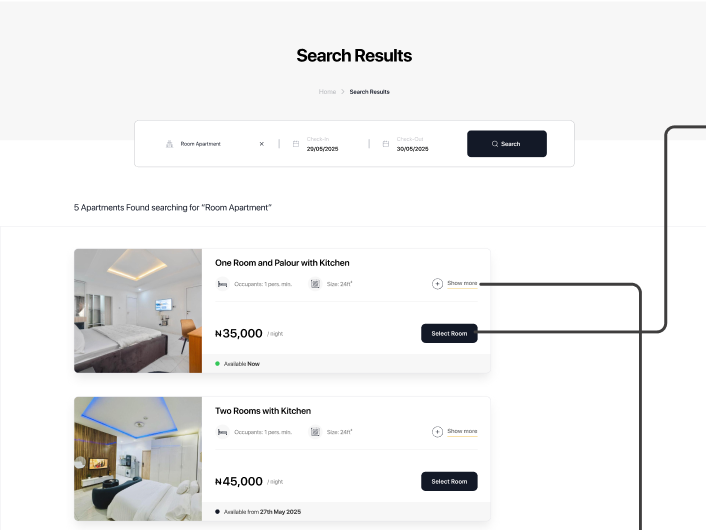 Search Results
Home > Search Results
Room Apartment × Check-In 29/05/2025 Check-Out 30/05/2025 Search
5 Apartments Found searching for “Room Apartment”
One Room and Palour with Kitchen
Occupants: 1 pers. min. Size: 24ft² Show more
₦35,000 / night Select Room
Available Now
Two Rooms with Kitchen
Occupants: 1 pers. min. Size: 24ft² Show more
₦45,000 / night Select Room
Available from 27th May 2025